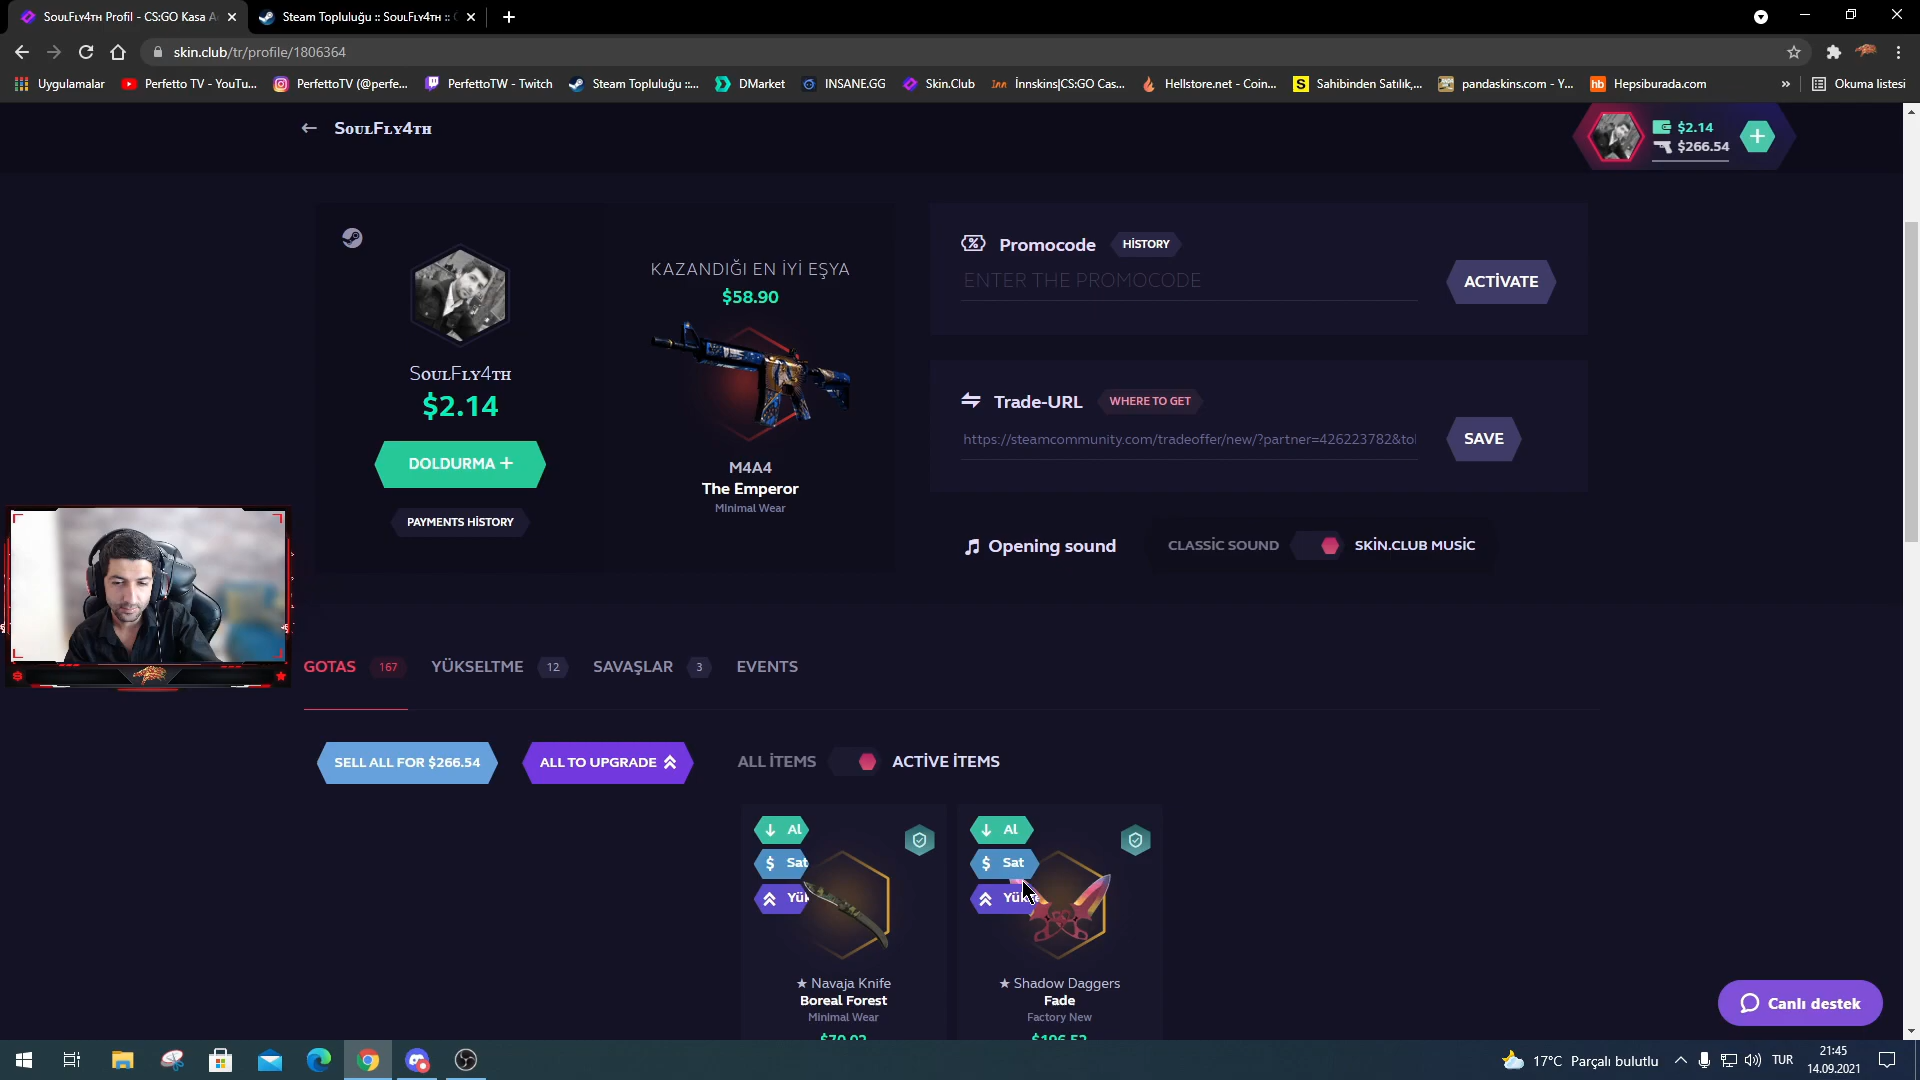 SoulFly4th Profil - CS:GO Kasa A
Steam Topluluğu :: SoulFly4th ::
skin.club/tr/profile/1806364
Uygulamalar
Perfetto TV - YouTu...
PerfettoTV (@perfe...
PerfettoTW - Twitch
Steam Topluluğu ::...
DMarket
INSANE.GG
Skin.Club
İnnskins|CS:GO Cas...
Hellstore.net - Coin...
Sahibinden Satılık,...
pandaskins.com - Y...
Hepsiburada.com
»
Okuma listesi
SoulFly4th
$2.14
$266.54
KAZANDIĞI EN İYİ EŞYA
$58.90
SoulFly4th
$2.14
DOLDURMA +
PAYMENTS HİSTORY
M4A4
The Emperor
Minimal Wear
Promocode
HİSTORY
ENTER THE PROMOCODE
ACTİVATE
Trade-URL
WHERE TO GET
https://steamcommunity.com/tradeoffer/new/?partner=426223782&to
SAVE
Opening sound
CLASSİC SOUND
SKİN.CLUB MUSİC
GOTAS 167
YÜKSELTME 12
SAVAŞLAR 3
EVENTS
SELL ALL FOR $266.54
ALL TO UPGRADE
ALL İTEMS
ACTİVE İTEMS
Al
$ Sat
Yük
★ Navaja Knife
Boreal Forest
Minimal Wear
$70.02
Al
$ Sat
Yükse
★ Shadow Daggers
Fade
Factory New
$196.52
Canlı destek
17°C Parçalı bulutlu
TUR
21:45
14.09.2021